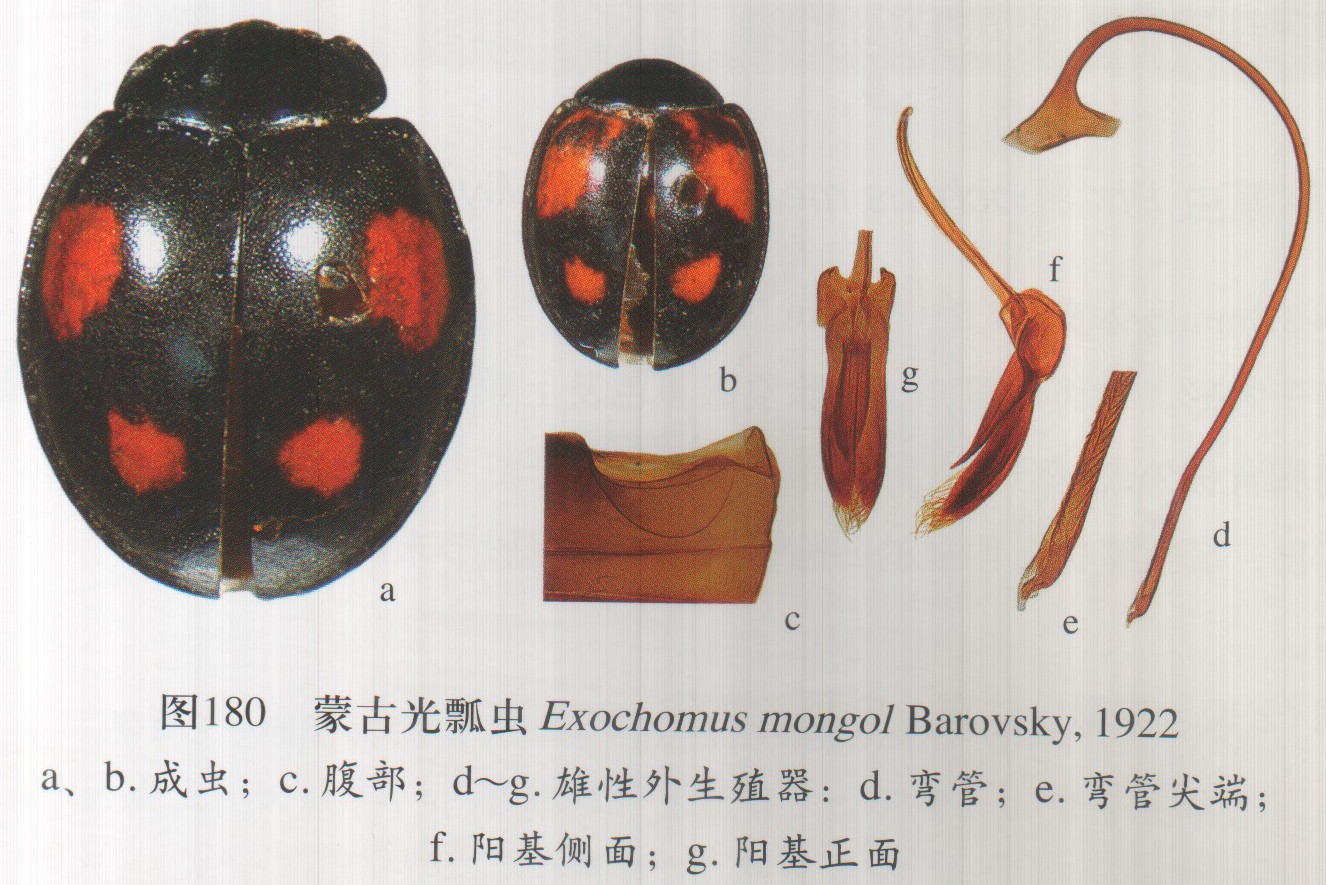 a
b
c
d
e
f
g
图180 蒙古光瓢虫 Exochomus mongol Barovsky, 1922
a、b. 成虫；c. 腹部；d～g. 雄性外生殖器：d. 弯管；e. 弯管尖端；
f. 阳基侧面；g. 阳基正面